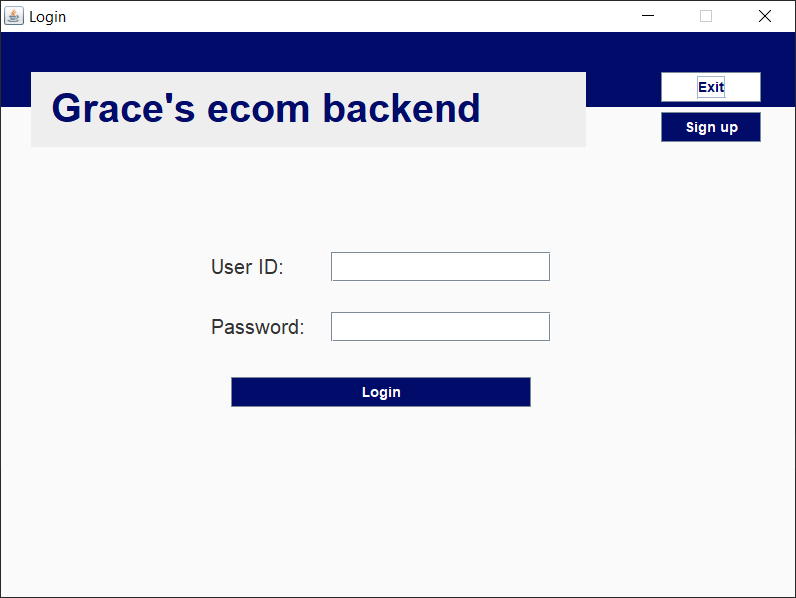 Login
Grace's ecom backend
Exit
Sign up
User ID:
Password:
Login